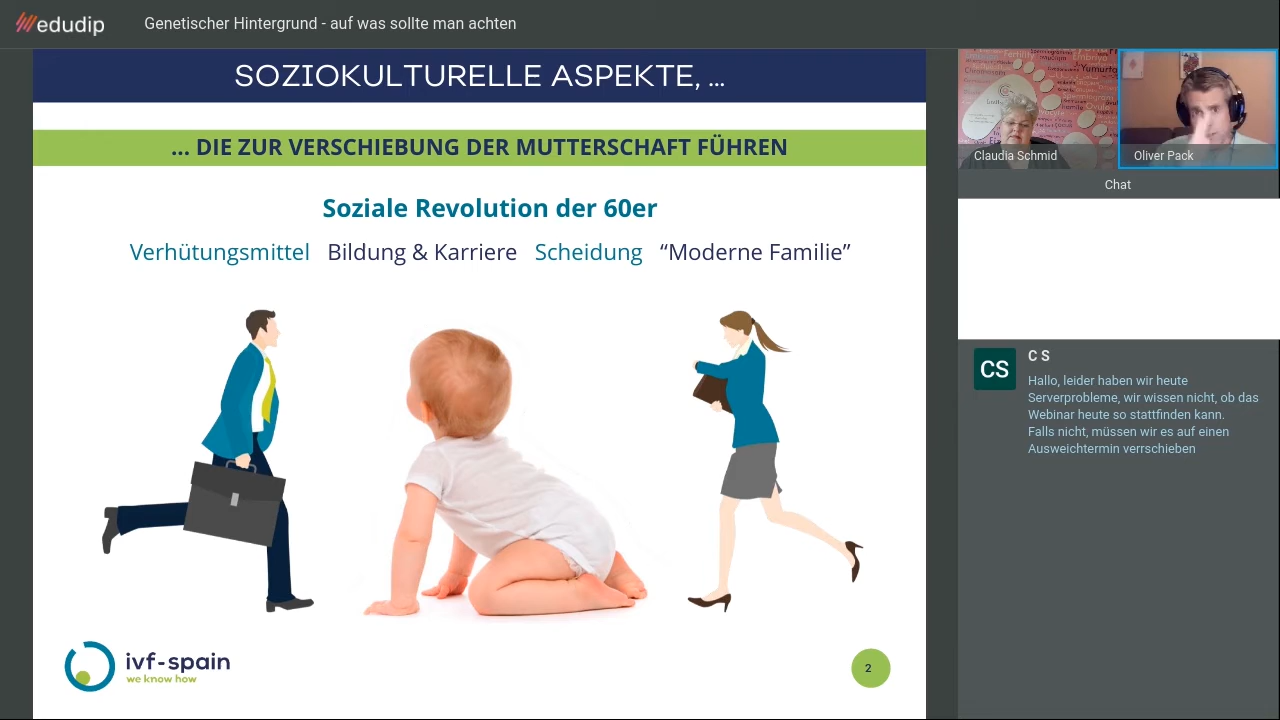 edudip
Genetischer Hintergrund - auf was sollte man achten
SOZIOKULTURELLE ASPEKTE, ...
... DIE ZUR VERSCHIEBUNG DER MUTTERSCHAFT FÜHREN
Soziale Revolution der 60er
Verhütungsmittel Bildung & Karriere Scheidung “Moderne Familie”
ivf-spain
we know how
2
Yumurta
Claudia Schmid
Oliver Pack
Chat
CS
C S
Hallo, leider haben wir heute
Serverprobleme, wir wissen nicht, ob das
Webinar heute so stattfinden kann.
Falls nicht, müssen wir es auf einen
Ausweichtermin verrschieben